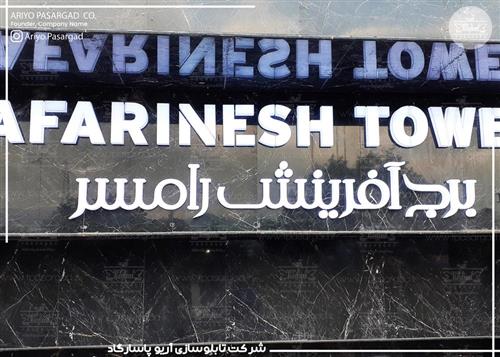 ARIYO PASARGAD CO.
Founder, Company Name
Ariyo.Pasargad
AFARINESH TOWE
AFARINESH TOWE
برج آفرینش رامسر
شرکت تابلوسازی آریو پاسارگاد